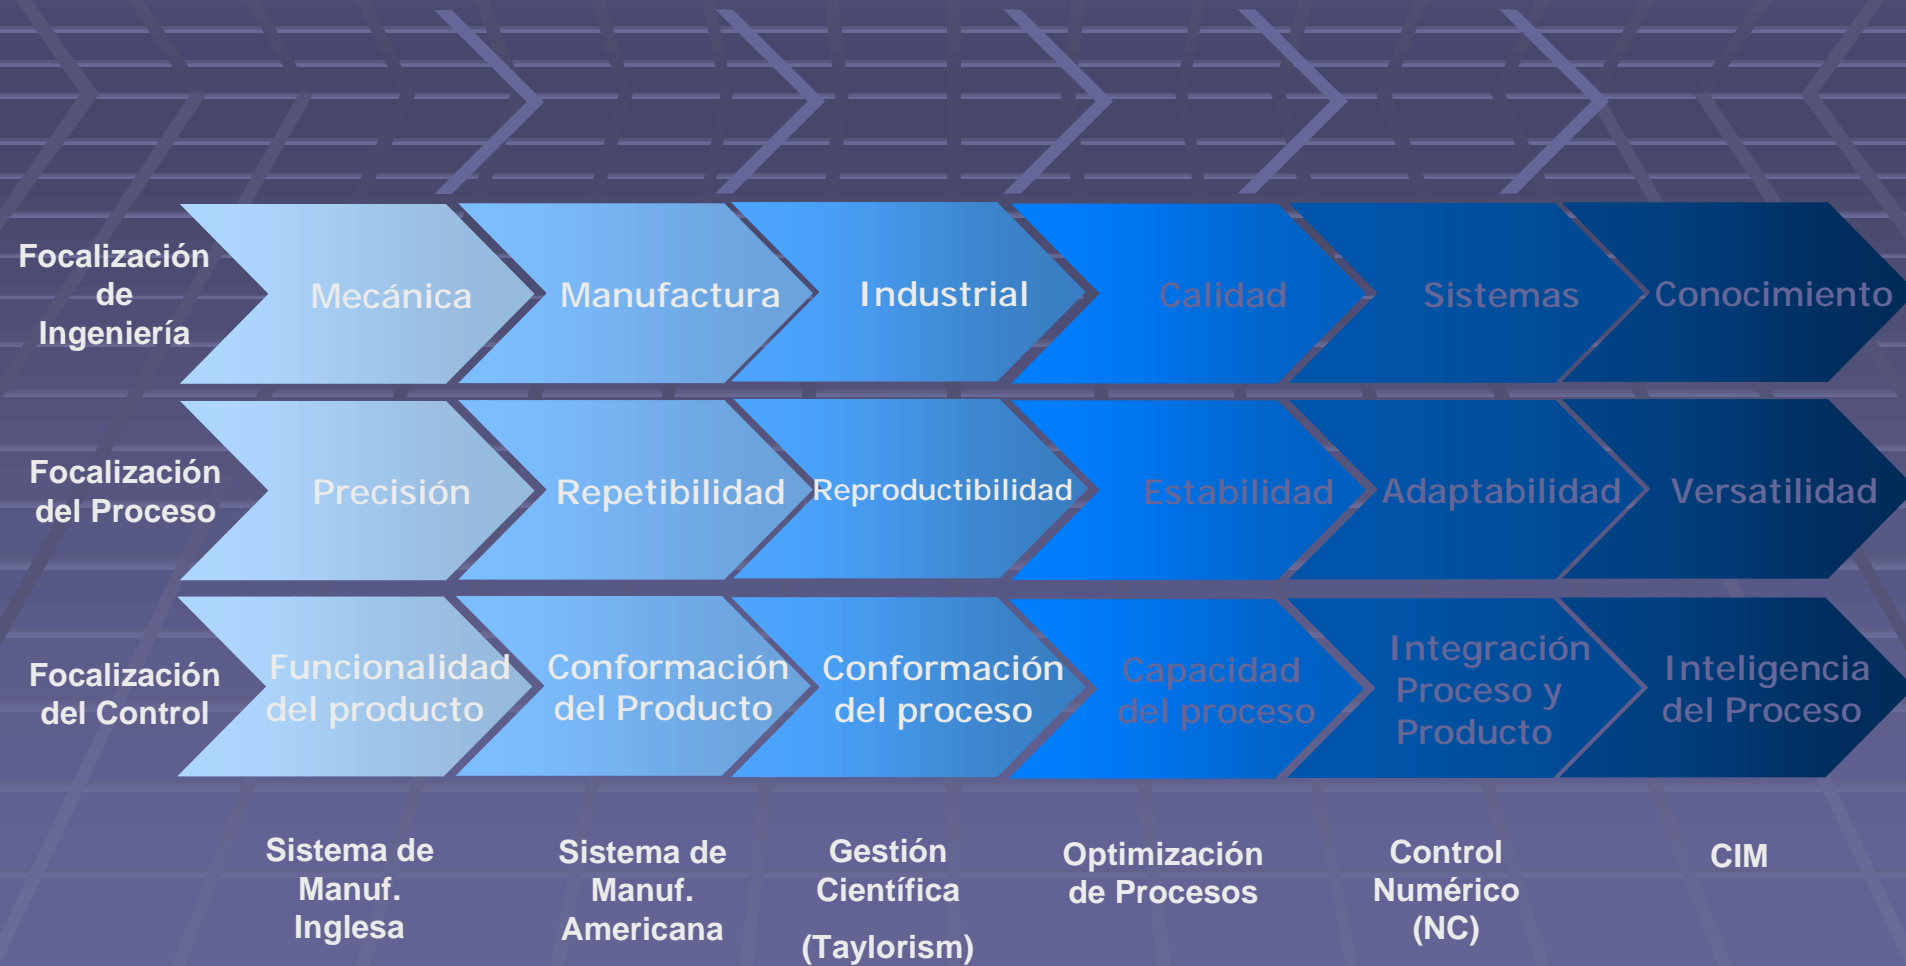 Focalización
de
Ingeniería
Mecánica
Manufactura
Industrial
Calidad
Sistemas
Conocimiento
Focalización
del Proceso
Precisión
Repetibilidad
Reproductibilidad
Estabilidad
Adaptabilidad
Versatilidad
Focalización
del Control
Funcionalidad
del producto
Conformación
del Producto
Conformación
del proceso
Capacidad
del proceso
Integración
Proceso y
Producto
Inteligencia
del Proceso
Sistema de
Manuf.
Inglesa
Sistema de
Manuf.
Americana
Gestión
Científica
(Taylorism)
Optimización
de Procesos
Control
Numérico
(NC)
CIM